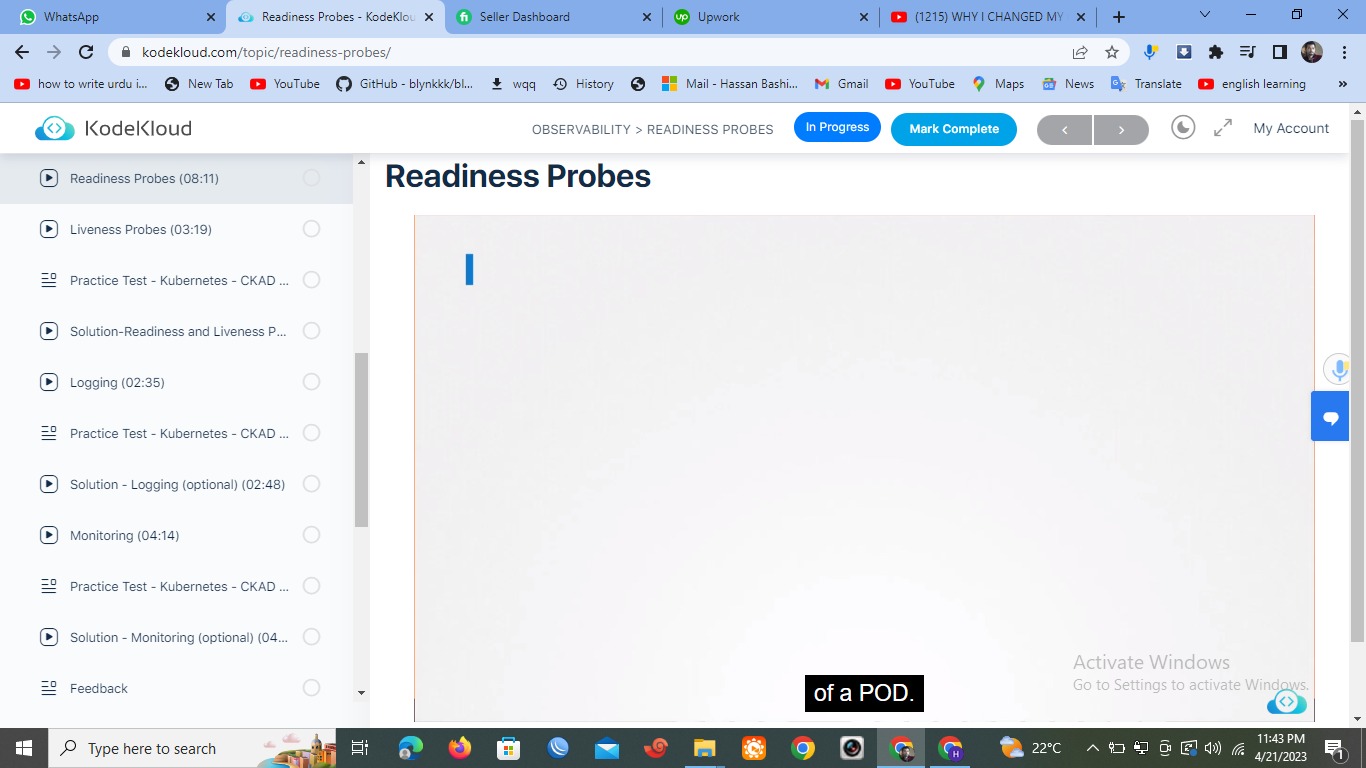 WhatsApp
Readiness Probes - KodeKlou
Seller Dashboard
Upwork
(1215) WHY I CHANGED MY
kodekloud.com/topic/readiness-probes/
how to write urdu i...
New Tab
YouTube
GitHub - blynkkk/bl...
wqq
History
Mail - Hassan Bashi...
Gmail
YouTube
Maps
News
Translate
english learning
»
KodeKloud
OBSERVABILITY > READINESS PROBES
In Progress
Mark Complete
My Account
Readiness Probes (08:11)
Liveness Probes (03:19)
Practice Test - Kubernetes - CKAD ...
Solution-Readiness and Liveness P...
Logging (02:35)
Practice Test - Kubernetes - CKAD ...
Solution - Logging (optional) (02:48)
Monitoring (04:14)
Practice Test - Kubernetes - CKAD ...
Solution - Monitoring (optional) (04...
Feedback
Readiness Probes
of a POD.
Activate Windows
Go to Settings to activate Windows.
Type here to search
22°C
11:43 PM
4/21/2023
1